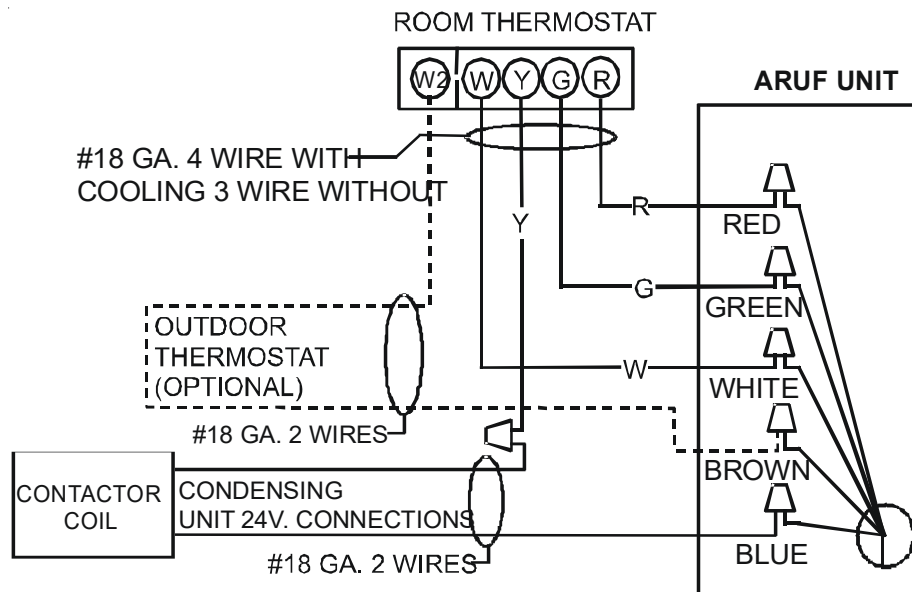 ROOM THERMOSTAT
W2 W Y G R
ARUF UNIT
#18 GA. 4 WIRE WITH
COOLING 3 WIRE WITHOUT
R
RED
Y
G
GREEN
OUTDOOR
THERMOSTAT
(OPTIONAL)
W
WHITE
#18 GA. 2 WIRES
BROWN
CONTACTOR
COIL
CONDENSING
UNIT 24V. CONNECTIONS
BLUE
#18 GA. 2 WIRES